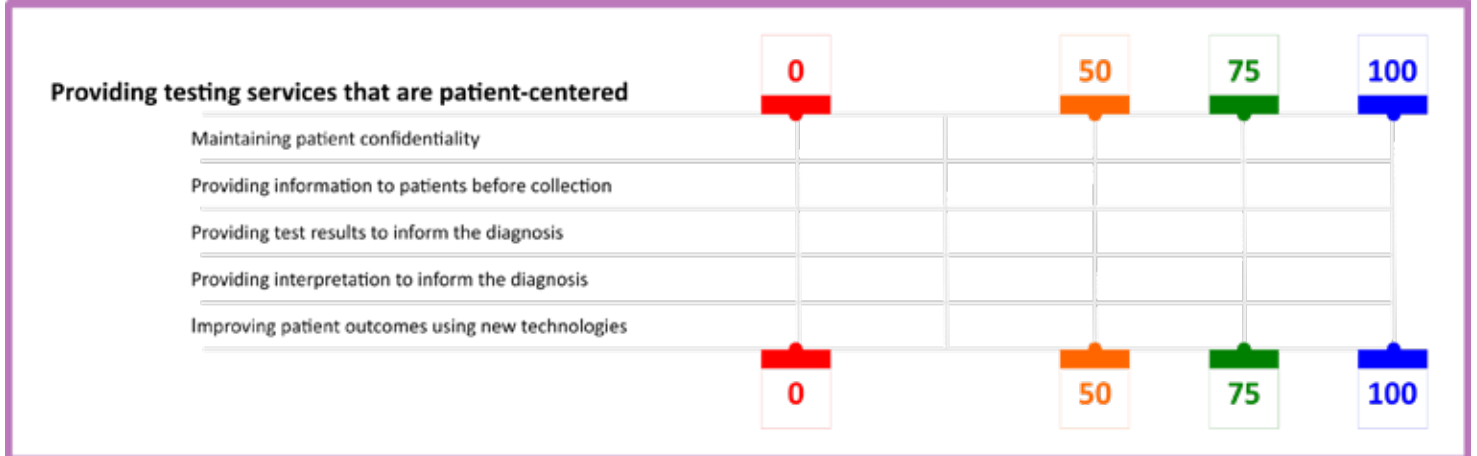 0 50 75 100
Providing testing services that are patient-centered
Maintaining patient confidentiality
Providing information to patients before collection
Providing test results to inform the diagnosis
Providing interpretation to inform the diagnosis
Improving patient outcomes using new technologies
0 50 75 100